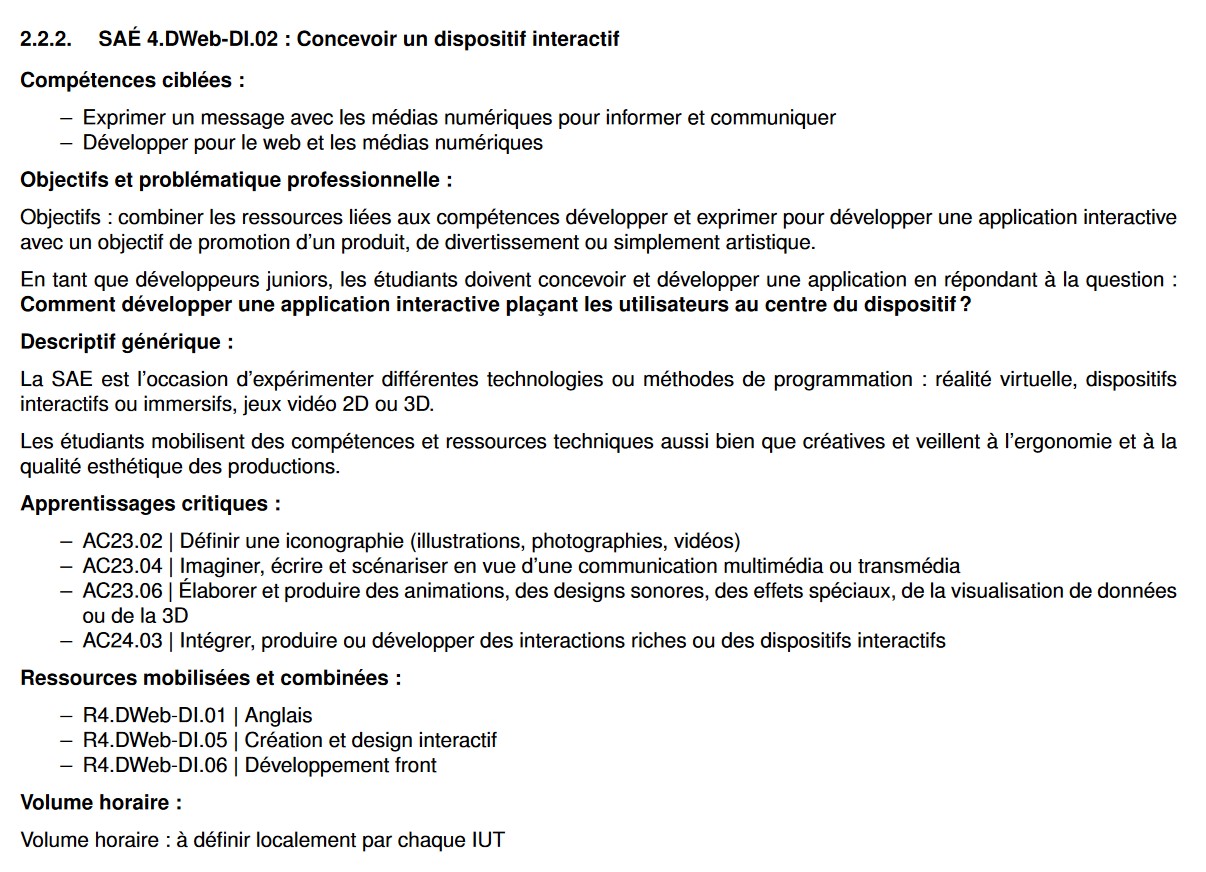 2.2.2. SAÉ 4.DWeb-DI.02 : Concevoir un dispositif interactif
Compétences ciblées :
– Exprimer un message avec les médias numériques pour informer et communiquer
– Développer pour le web et les médias numériques
Objectifs et problématique professionnelle :
Objectifs : combiner les ressources liées aux compétences développer et exprimer pour développer une application interactive
avec un objectif de promotion d’un produit, de divertissement ou simplement artistique.
En tant que développeurs juniors, les étudiants doivent concevoir et développer une application en répondant à la question :
Comment développer une application interactive plaçant les utilisateurs au centre du dispositif ?
Descriptif générique :
La SAE est l’occasion d’expérimenter différentes technologies ou méthodes de programmation : réalité virtuelle, dispositifs
interactifs ou immersifs, jeux vidéo 2D ou 3D.
Les étudiants mobilisent des compétences et ressources techniques aussi bien que créatives et veillent à l’ergonomie et à la
qualité esthétique des productions.
Apprentissages critiques :
– AC23.02 | Définir une iconographie (illustrations, photographies, vidéos)
– AC23.04 | Imaginer, écrire et scénariser en vue d’une communication multimédia ou transmédia
– AC23.06 | Élaborer et produire des animations, des designs sonores, des effets spéciaux, de la visualisation de données
ou de la 3D
– AC24.03 | Intégrer, produire ou développer des interactions riches ou des dispositifs interactifs
Ressources mobilisées et combinées :
– R4.DWeb-DI.01 | Anglais
– R4.DWeb-DI.05 | Création et design interactif
– R4.DWeb-DI.06 | Développement front
Volume horaire :
Volume horaire : à définir localement par chaque IUT